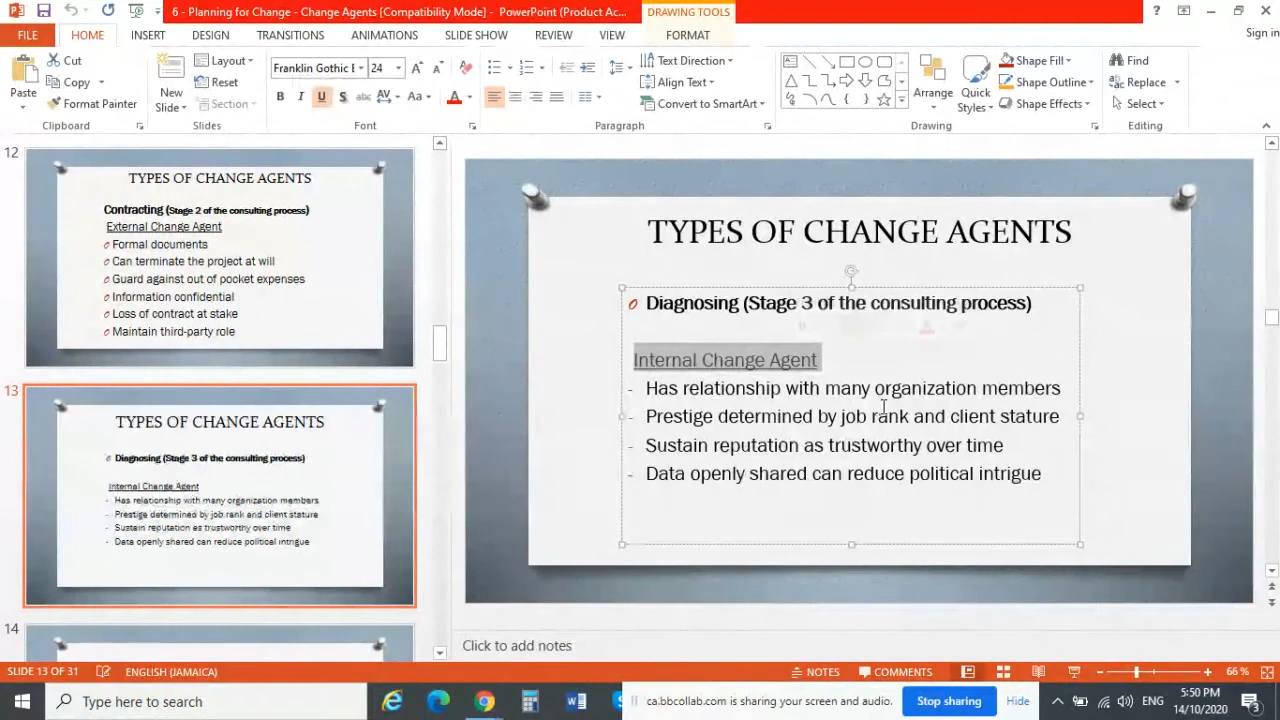 6 - Planning for Change - Change Agents [Compatibility Mode] - PowerPoint (Product Ac...
DRAWING TOOLS
?
FILE
HOME
INSERT
DESIGN
TRANSITIONS
ANIMATIONS
SLIDE SHOW
REVIEW
VIEW
FORMAT
Sign in
Paste
Cut
Copy
Format Painter
Clipboard
New Slide
Layout
Reset
Section
Slides
Franklin Gothic E
24
B I U S abc AV Aa A
Font
Text Direction
Align Text
Convert to SmartArt
Paragraph
Arrange
Quick Styles
Shape Fill
Shape Outline
Shape Effects
Drawing
Find
Replace
Select
Editing
12
TYPES OF CHANGE AGENTS
Contracting (Stage 2 of the consulting process)
External Change Agent
Formal documents
Can terminate the project at will
Guard against out of pocket expenses
Information confidential
Loss of contract at stake
Maintain third-party role
13
TYPES OF CHANGE AGENTS
Diagnosing (Stage 3 of the consulting process)
Internal Change Agent
- Has relationship with many organization members
- Prestige determined by job rank and client stature
- Sustain reputation as trustworthy over time
- Data openly shared can reduce political intrigue
14
TYPES OF CHANGE AGENTS
Diagnosing (Stage 3 of the consulting process)
Internal Change Agent
- Has relationship with many organization members
- Prestige determined by job rank and client stature
- Sustain reputation as trustworthy over time
- Data openly shared can reduce political intrigue
Click to add notes
SLIDE 13 OF 31
ENGLISH (JAMAICA)
NOTES
COMMENTS
66 %
Type here to search
ca.bbcollab.com is sharing your screen and audio.
Stop sharing
Hide
ENG
5:50 PM
14/10/2020
3